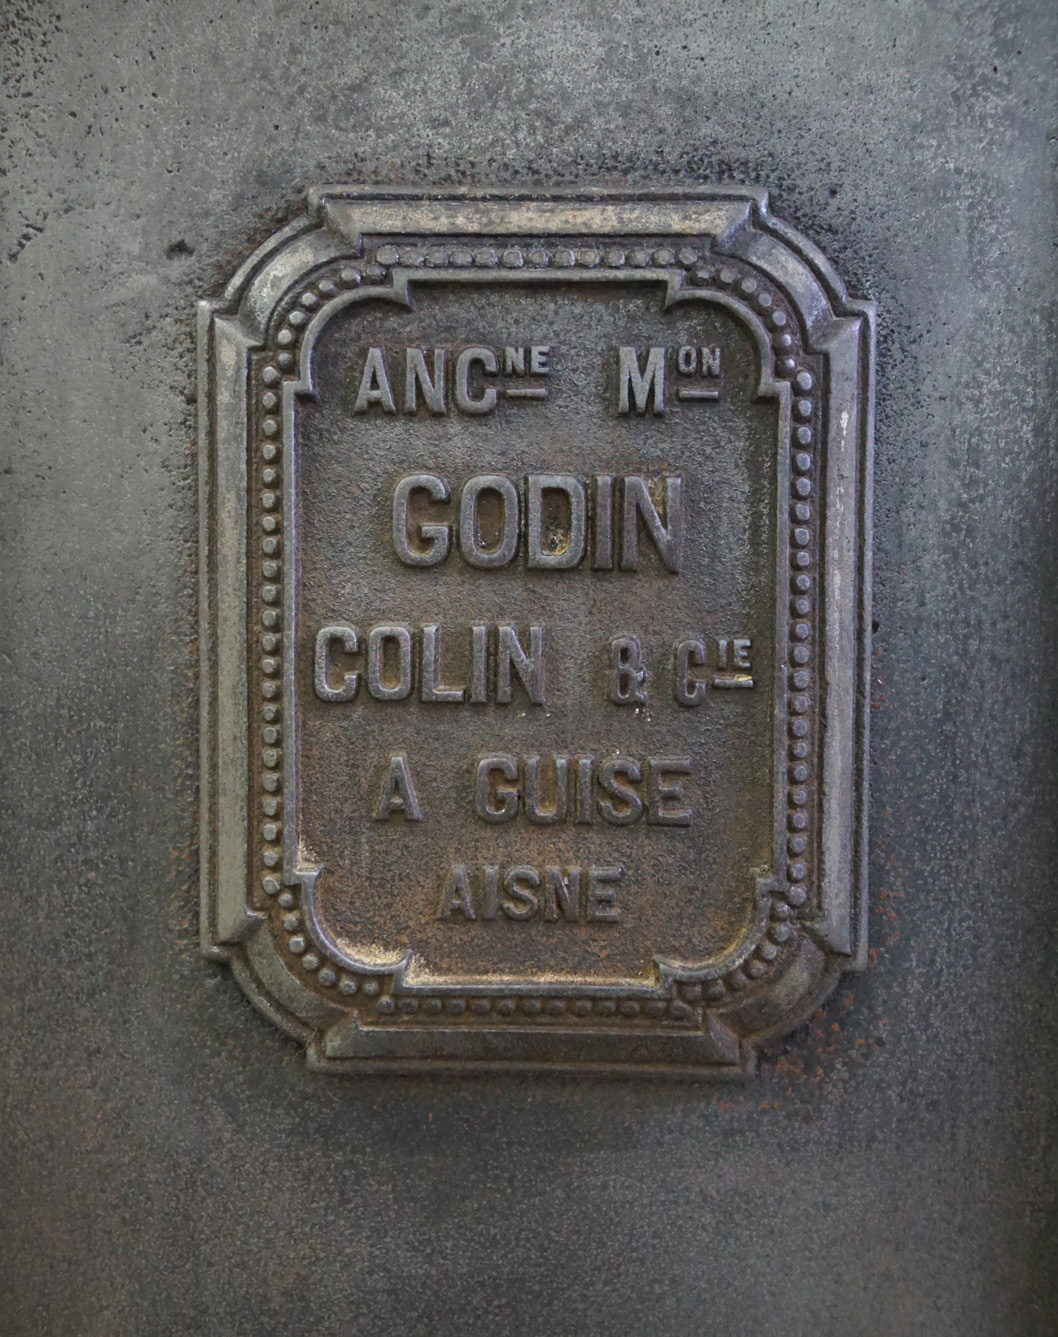 ANCNE MON
GODIN
COLIN & CIE
A GUISE
AISNE